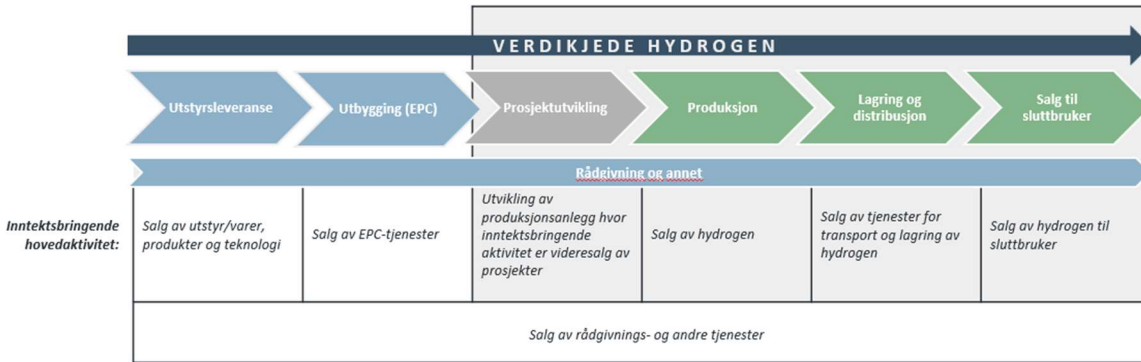 VERDIKJEDE HYDROGEN
Utstyrsleveranse
Utbygging (EPC)
Prosjektutvikling
Produksjon
Lagring og
distribusjon
Salg til
sluttbruker
Rådgivning og annet
Inntektsbringende
hovedaktivitet:
Salg av utstyr/varer,
produkter og teknologi
Salg av EPC-tjenester
Utvikling av
produksjonsanlegg hvor
inntektsbringende
aktivitet er videresalg av
prosjekter
Salg av hydrogen
Salg av tjenester for
transport og lagring av
hydrogen
Salg av hydrogen til
sluttbruker
Salg av rådgivnings- og andre tjenester